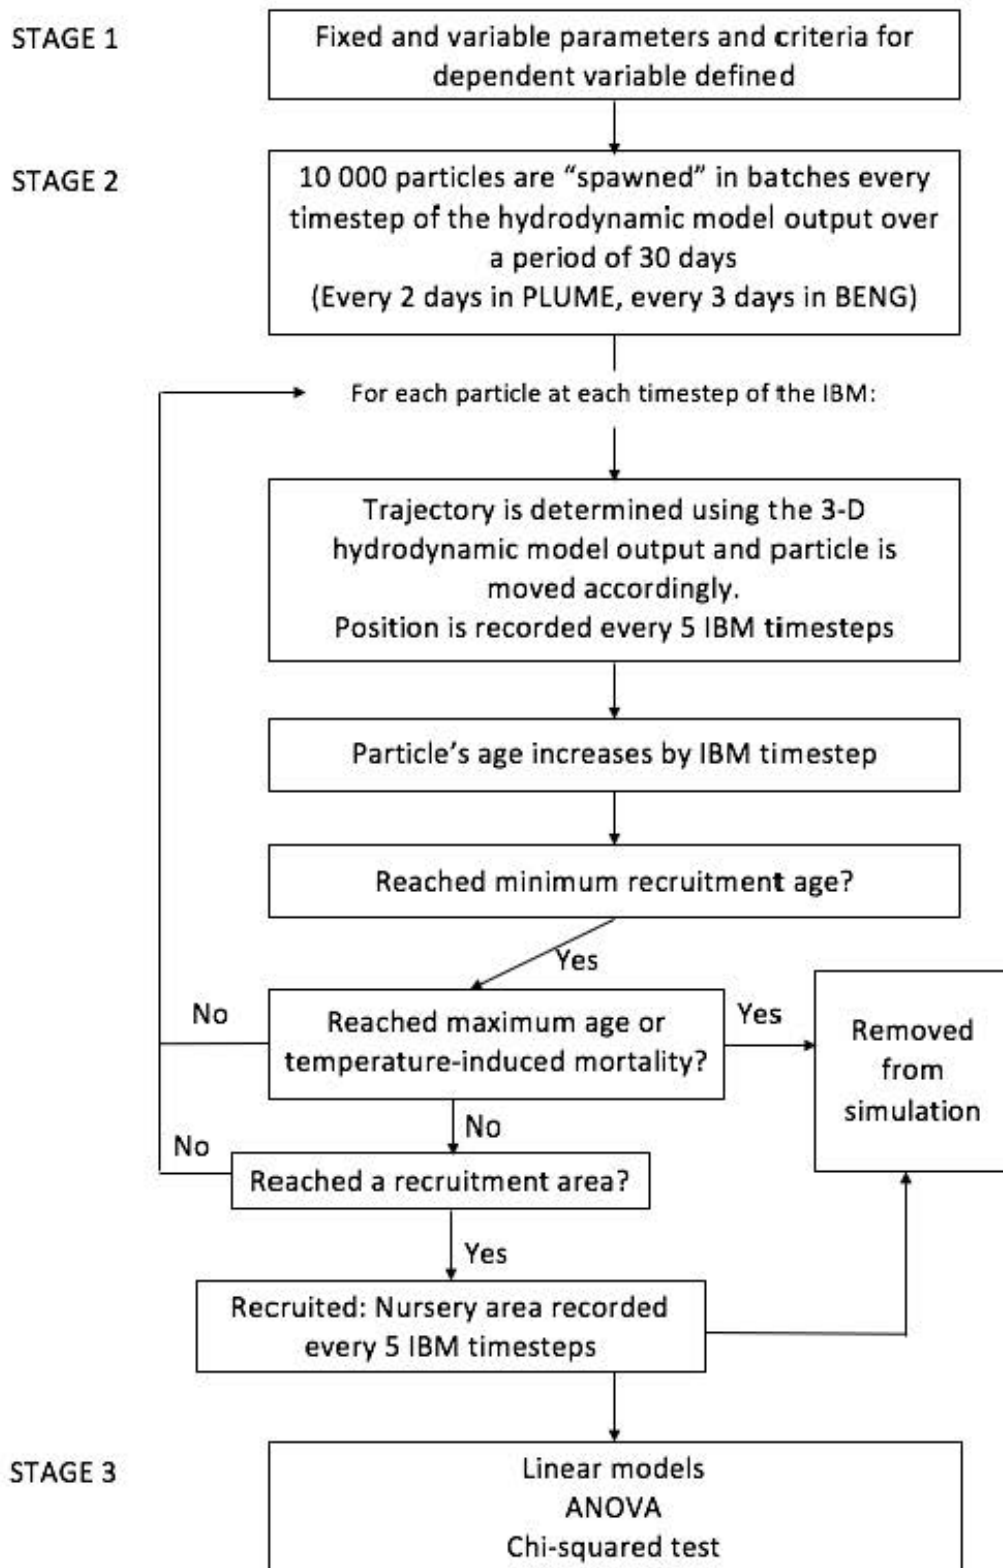 STAGE 1
Fixed and variable parameters and criteria for
dependent variable defined
STAGE 2
10 000 particles are “spawned” in batches every
timestep of the hydrodynamic model output over
a period of 30 days
(Every 2 days in PLUME, every 3 days in BENG)
For each particle at each timestep of the IBM:
Trajectory is determined using the 3-D
hydrodynamic model output and particle is
moved accordingly.
Position is recorded every 5 IBM timesteps
Particle’s age increases by IBM timestep
Reached minimum recruitment age?
Yes
No
Reached maximum age or
temperature-induced mortality?
Yes
Removed
from
simulation
No
No
Reached a recruitment area?
Yes
Recruited: Nursery area recorded
every 5 IBM timesteps
STAGE 3
Linear models
ANOVA
Chi-squared test